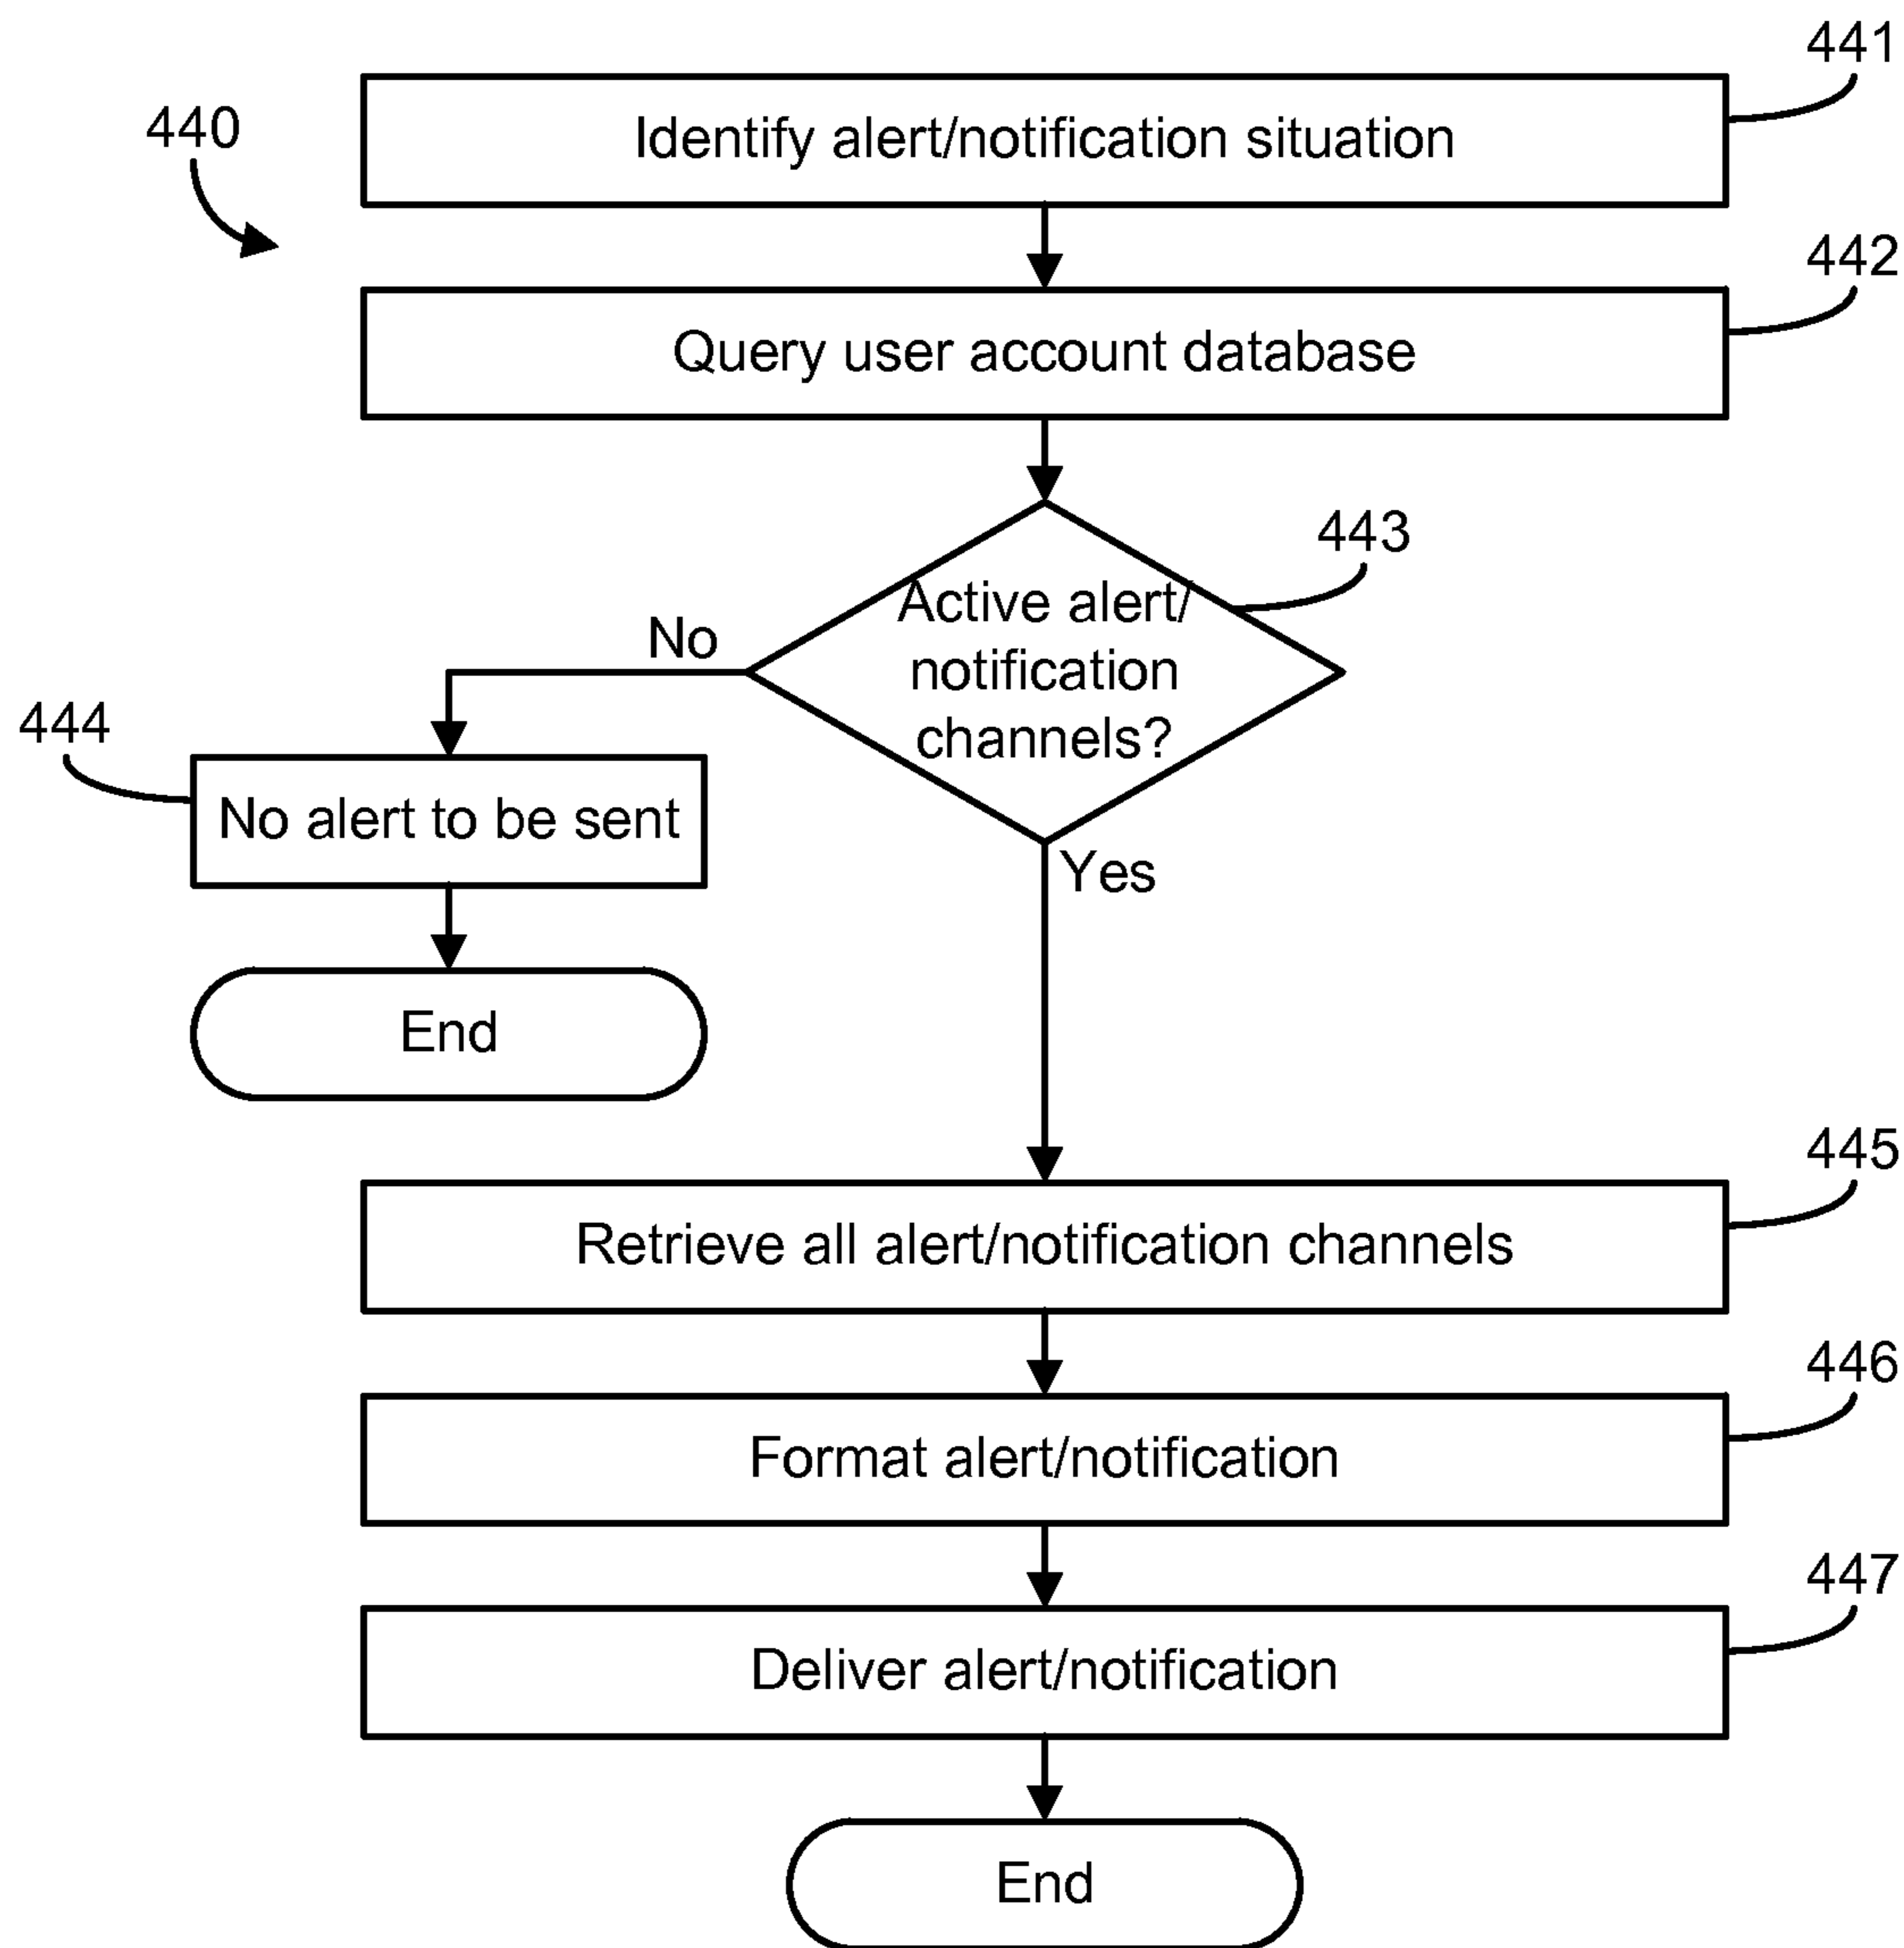 441
440
Identify alert/notification situation
442
Query user account database
443
Active alert/
notification
channels?
No
444
No alert to be sent
Yes
End
445
Retrieve all alert/notification channels
446
Format alert/notification
447
Deliver alert/notification
End